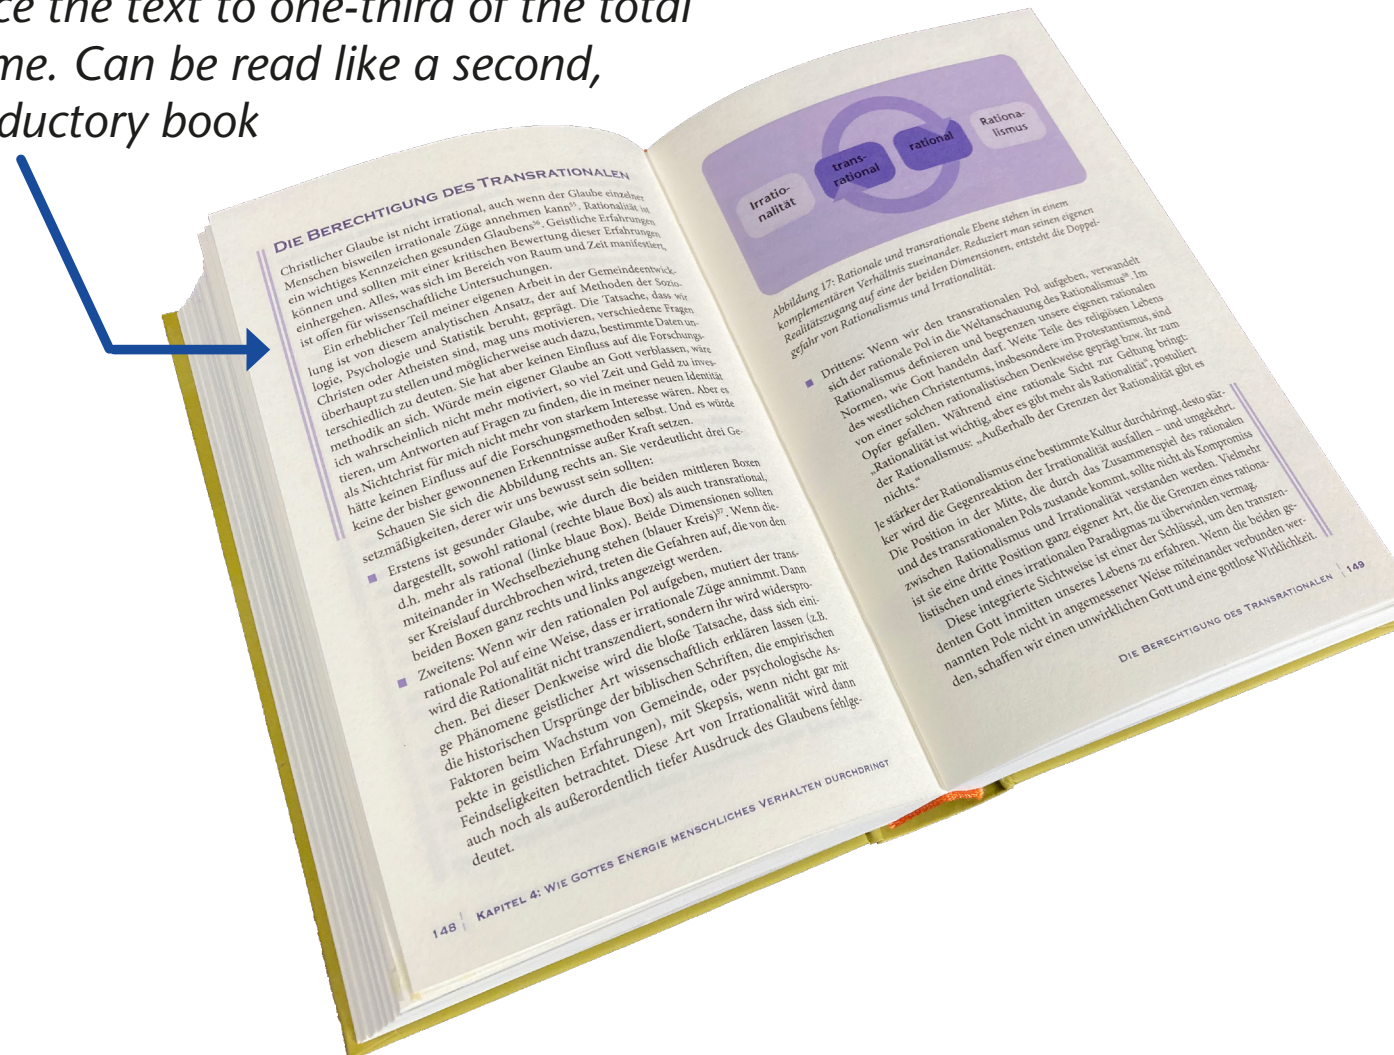 ce the text to one-third of the total
me. Can be read like a second,
ductory book
DIE BERECHTIGUNG DES TRANSRATIONALEN
Christlicher Glaube ist nicht irrational, auch wenn der Glaube einzelner
Menschen bisweilen irrationale Züge annehmen kann⁵⁵. Rationalität ist
ein wichtiges Kennzeichen gesunden Glaubens⁵⁶. Geistliche Erfahrungen
können und sollten mit einer kritischen Bewertung dieser Erfahrungen
einhergehen. Alles, was sich im Bereich von Raum und Zeit manifestiert,
ist offen für wissenschaftliche Untersuchungen.
Ein erheblicher Teil meiner eigenen Arbeit in der Gemeindeentwick-
lung ist von diesem analytischen Ansatz, der auf Methoden der Sozio-
logie, Psychologie und Statistik beruht, geprägt. Die Tatsache, dass wir
Christen oder Atheisten sind, mag uns motivieren, verschiedene Fragen
überhaupt zu stellen und möglicherweise auch dazu, bestimmte Daten un-
terschiedlich zu deuten. Sie hat aber keinen Einfluss auf die Forschungs-
methodik an sich. Würde mein eigener Glaube an Gott verblassen, wäre
ich wahrscheinlich nicht mehr motiviert, so viel Zeit und Geld zu inves-
tieren, um Antworten auf Fragen zu finden, die in meiner neuen Identität
als Nichtchrist für mich nicht mehr von starkem Interesse wären. Aber es
hätte keinen Einfluss auf die Forschungsmethoden selbst. Und es würde
keine der bisher gewonnenen Erkenntnisse außer Kraft setzen.
Schauen Sie sich die Abbildung rechts an. Sie verdeutlicht drei Ge-
setzmäßigkeiten, derer wir uns bewusst sein sollten:
■ Erstens ist gesunder Glaube, wie durch die beiden mittleren Boxen
dargestellt, sowohl rational (rechte blaue Box) als auch transrational,
d.h. mehr als rational (linke blaue Box). Beide Dimensionen sollten
miteinander in Wechselbeziehung stehen (blauer Kreis)⁵⁷. Wenn die-
ser Kreislauf durchbrochen wird, treten die Gefahren auf, die von den
beiden Boxen ganz rechts und links angezeigt werden.
■ Zweitens: Wenn wir den rationalen Pol aufgeben, mutiert der trans-
rationale Pol auf eine Weise, dass er irrationale Züge annimmt. Dann
wird die Rationalität nicht transzendiert, sondern ihr wird widerspro-
chen. Bei dieser Denkweise wird die bloße Tatsache, dass sich eini-
ge Phänomene geistlicher Art wissenschaftlich erklären lassen (z.B.
die historischen Ursprünge der biblischen Schriften, die empirischen
Faktoren beim Wachstum von Gemeinde, oder psychologische As-
pekte in geistlichen Erfahrungen), mit Skepsis, wenn nicht gar mit
Feindseligkeiten betrachtet. Diese Art von Irrationalität wird dann
auch noch als außerordentlich tiefer Ausdruck des Glaubens fehlge-
deutet.
148 | KAPITEL 4: WIE GOTTES ENERGIE MENSCHLICHES VERHALTEN DURCHDRINGT
Irratio-
nalität
trans-
rational
rational
Rationa-
lismus
Abbildung 17: Rationale und transrationale Ebene stehen in einem
komplementären Verhältnis zueinander. Reduziert man seinen eigenen
Realitätszugang auf eine der beiden Dimensionen, entsteht die Doppel-
gefahr von Rationalismus und Irrationalität.
■ Drittens: Wenn wir den transrationalen Pol aufgeben, verwandelt
sich der rationale Pol in die Weltanschauung des Rationalismus⁵⁸. Im
Rationalismus definieren und begrenzen unsere eigenen rationalen
Normen, wie Gott handeln darf. Weite Teile des religiösen Lebens
des westlichen Christentums, insbesondere im Protestantismus, sind
von einer solchen rationalistischen Denkweise geprägt bzw. ihr zum
Opfer gefallen. Während eine rationale Sicht zur Geltung bringt:
„Rationalität ist wichtig, aber es gibt mehr als Rationalität“, postuliert
der Rationalismus: „Außerhalb der Grenzen der Rationalität gibt es
nichts.“
Je stärker der Rationalismus eine bestimmte Kultur durchdringt, desto stär-
ker wird die Gegenreaktion der Irrationalität ausfallen – und umgekehrt.
Die Position in der Mitte, die durch das Zusammenspiel des rationalen
und des transrationalen Pols zustande kommt, sollte nicht als Kompromiss
zwischen Rationalismus und Irrationalität verstanden werden. Vielmehr
ist sie eine dritte Position ganz eigener Art, die die Grenzen eines rationa-
listischen und eines irrationalen Paradigmas zu überwinden vermag.
Diese integrierte Sichtweise ist einer der Schlüssel, um den transzen-
denten Gott inmitten unseres Lebens zu erfahren. Wenn die beiden ge-
nannten Pole nicht in angemessener Weise miteinander verbunden wer-
den, schaffen wir einen unwirklichen Gott und eine gottlose Wirklichkeit.
DIE BERECHTIGUNG DES TRANSRATIONALEN | 149